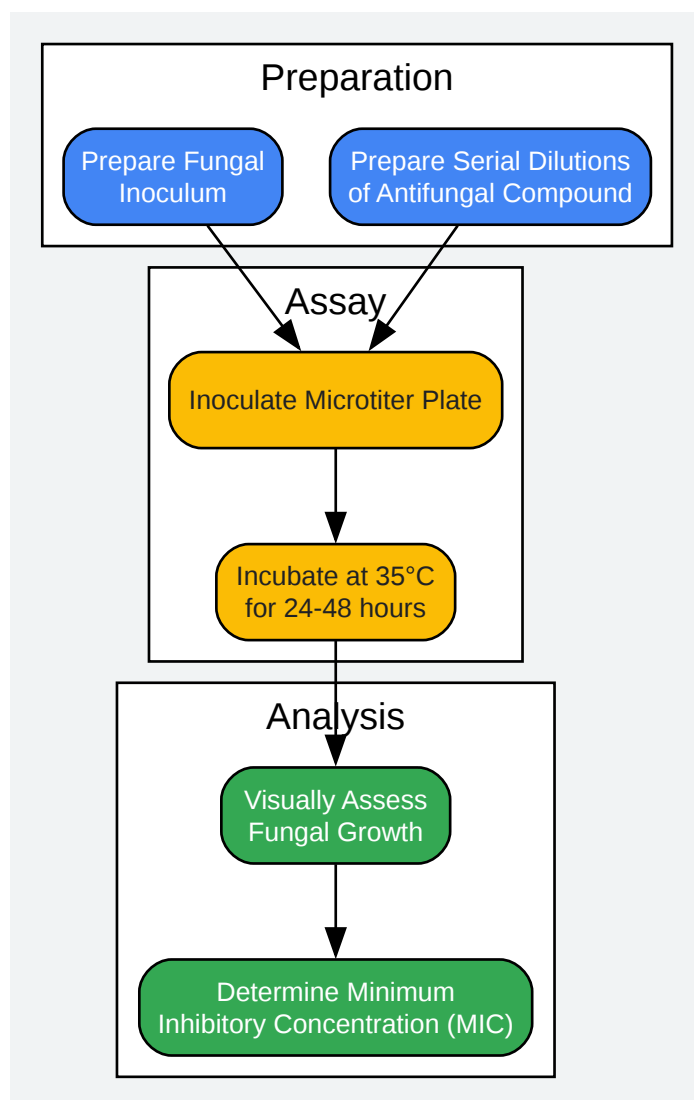 Preparation
Prepare Fungal
Inoculum
Prepare Serial Dilutions
of Antifungal Compound
Assay
Inoculate Microtiter Plate
Incubate at 35°C
for 24-48 hours
Analysis
Visually Assess
Fungal Growth
Determine Minimum
Inhibitory Concentration (MIC)